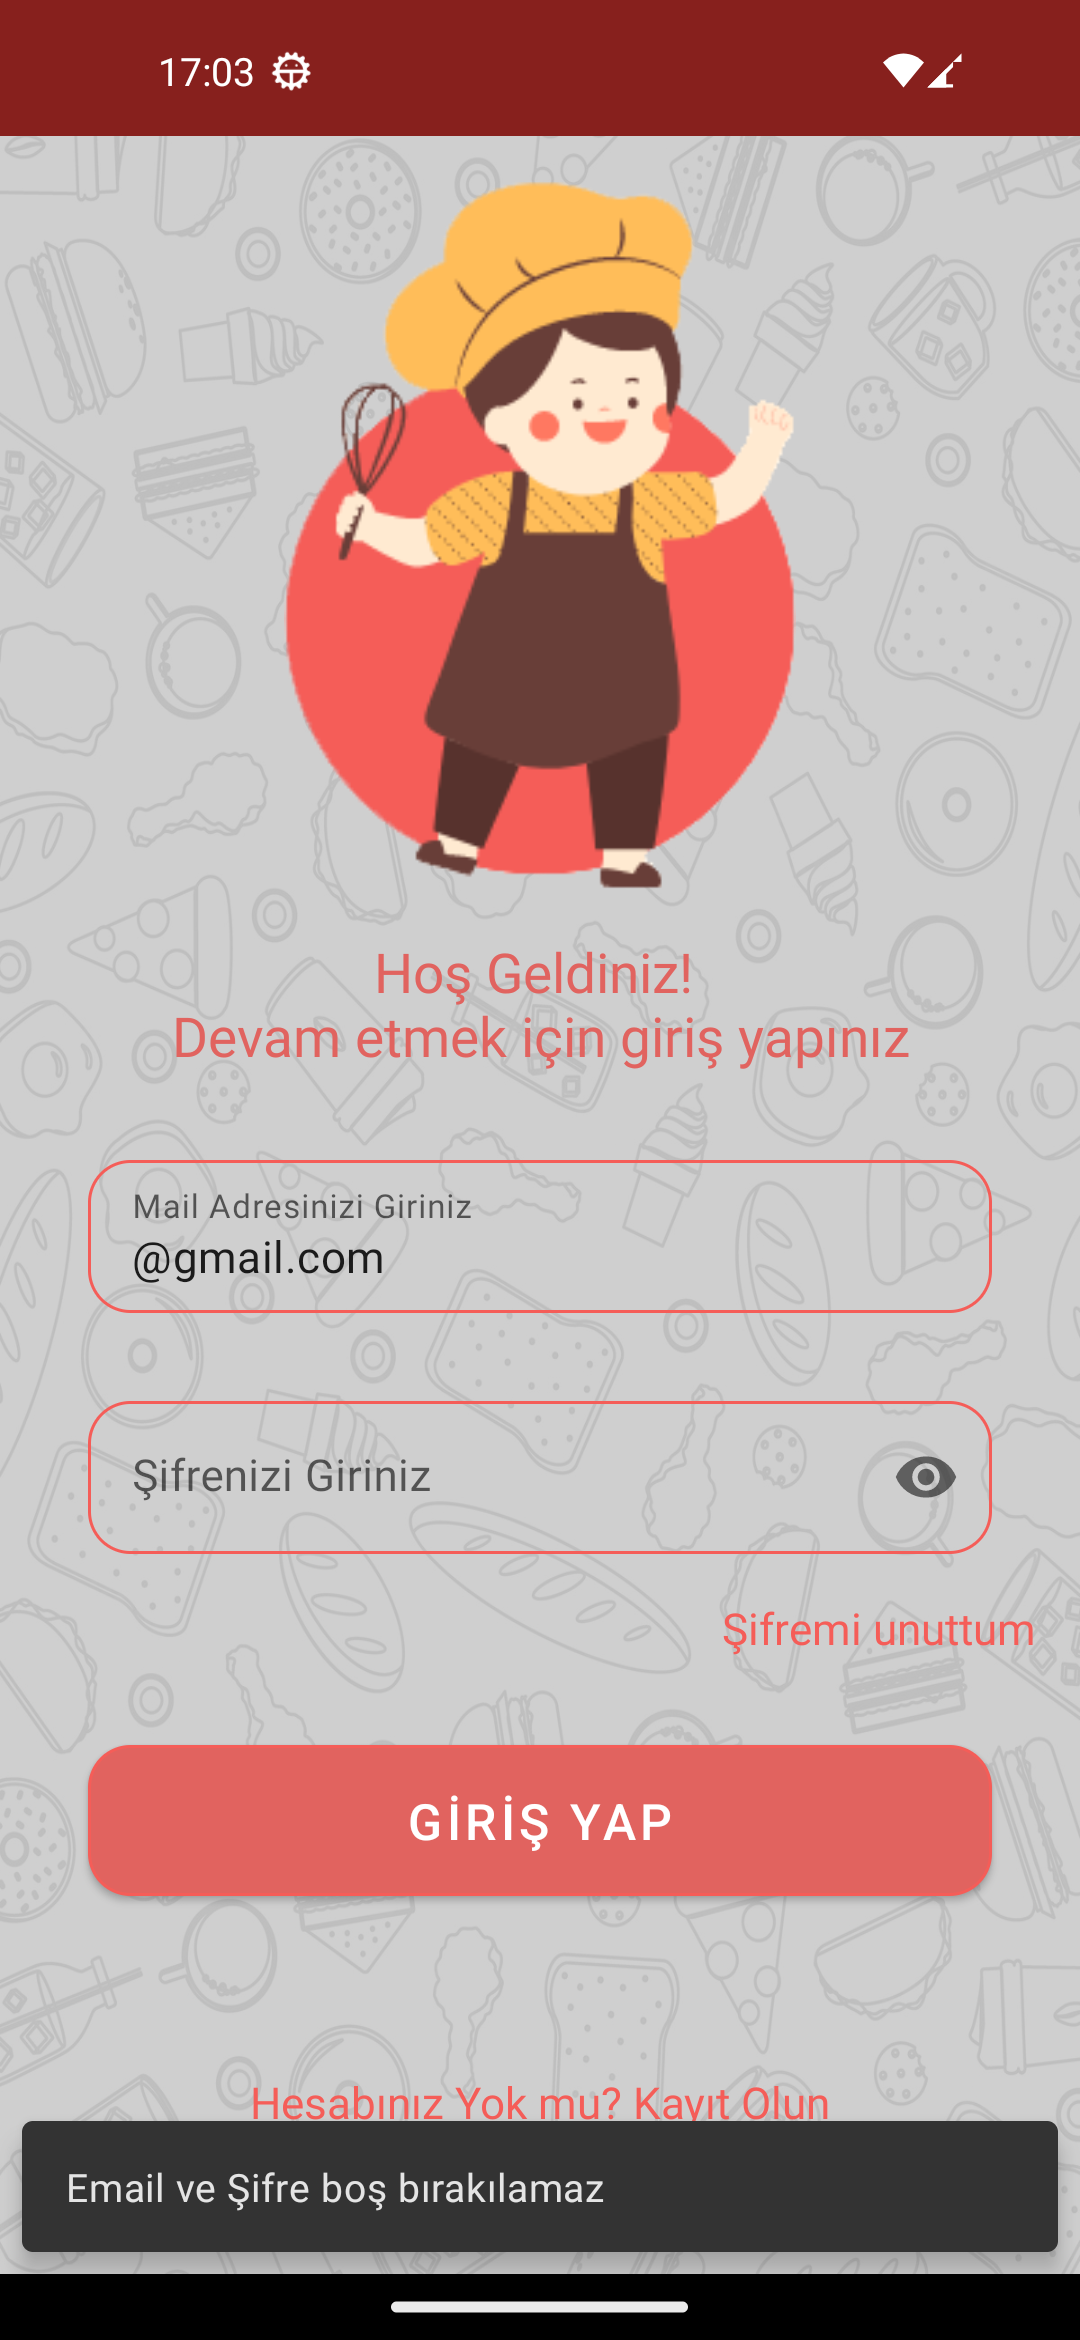 17:03
Hoş Geldiniz!
Devam etmek için giriş yapınız
Mail Adresinizi Giriniz
@gmail.com
Şifrenizi Giriniz
Şifremi unuttum
GİRİŞ YAP
Hesabınız Yok mu? Kayıt Olun
Email ve Şifre boş bırakılamaz